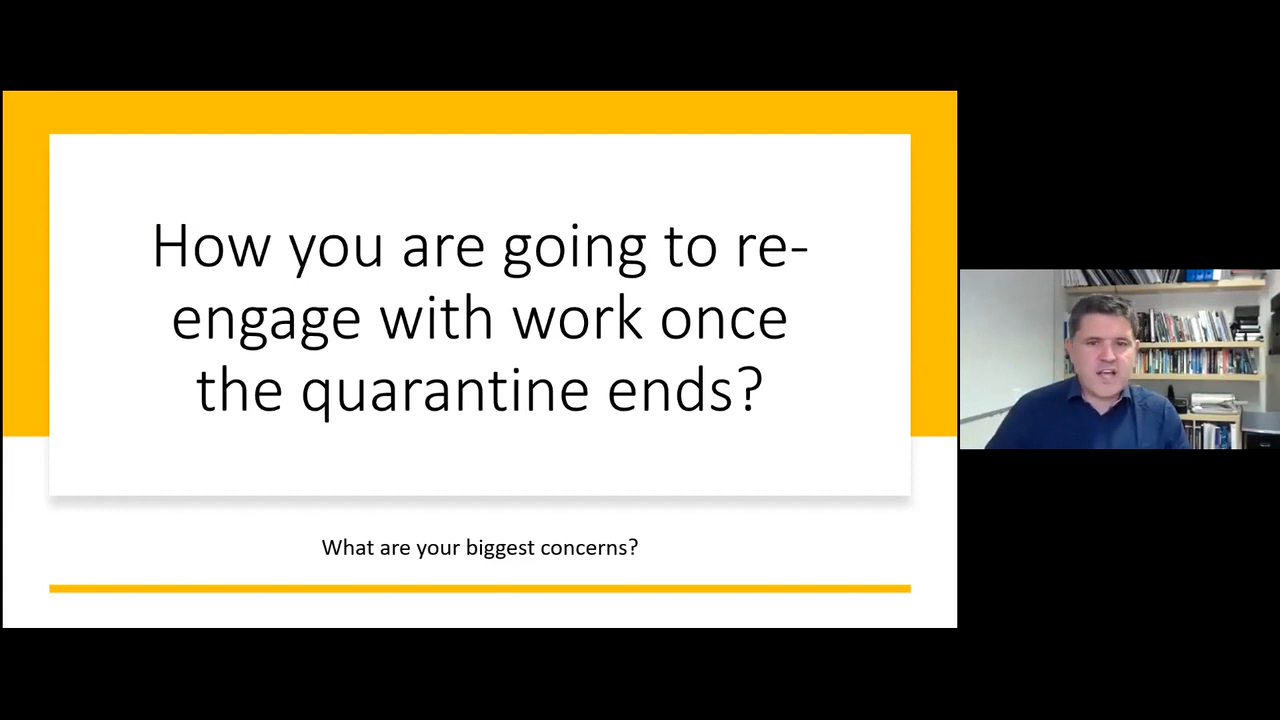 How you are going to re-
engage with work once
the quarantine ends?
What are your biggest concerns?